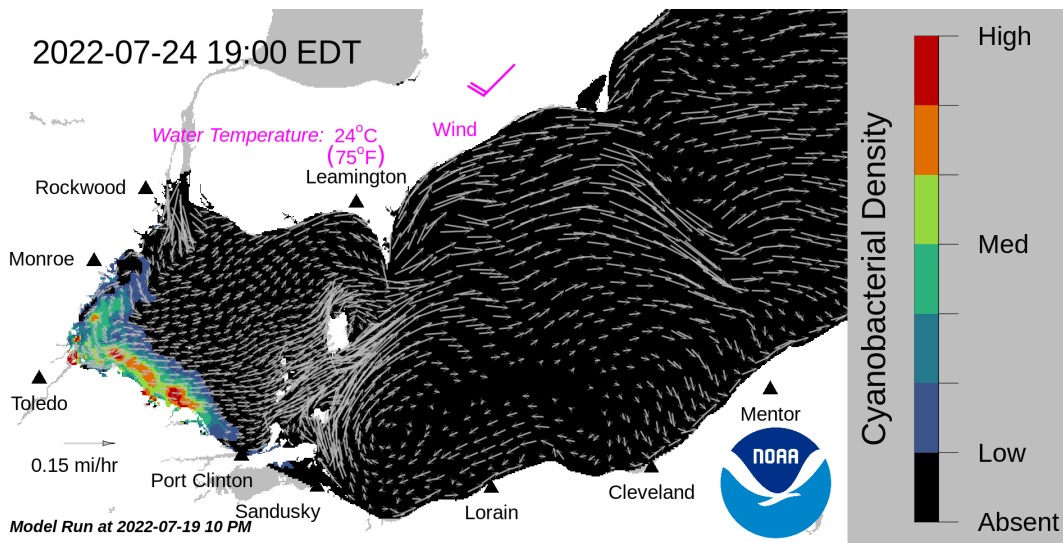 2022-07-24 19:00 EDT
Water Temperature: 24°C
(75°F)
Wind
Leamington
Rockwood
Monroe
Toledo
0.15 mi/hr
Port Clinton
Sandusky
Lorain
Cleveland
Mentor
NOAA
Model Run at 2022-07-19 10 PM
Cyanobacterial Density
High
Med
Low
Absent